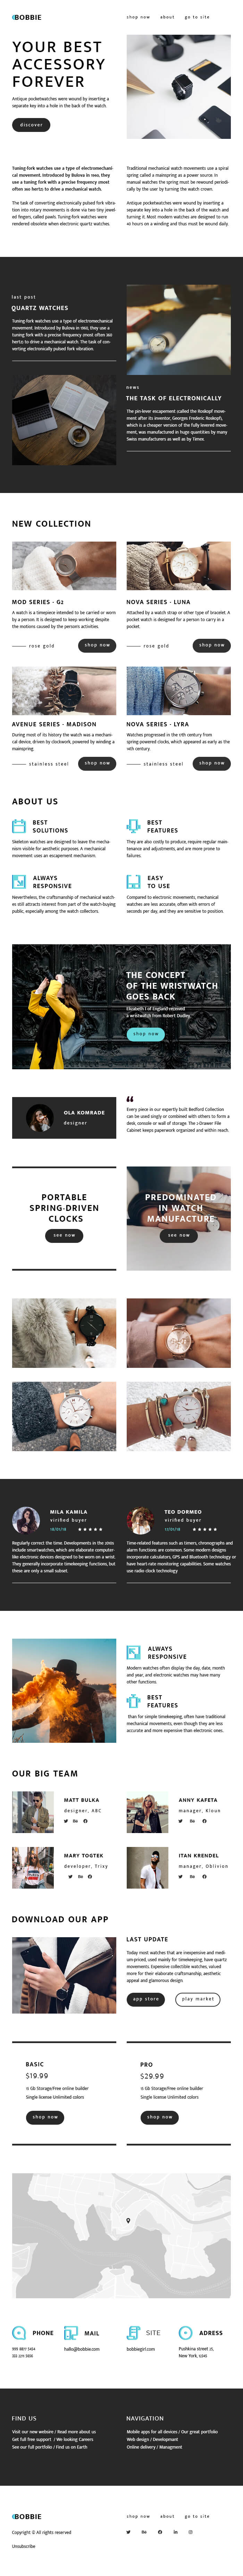 BOBBIE
shop now about go to site
YOUR BEST
ACCESSORY
FOREVER
Antique pocketwatches were wound by inserting a
separate key into a hole in the back of the watch.
discover
Tuning-fork watches use a type of electromechani-
cal movement. Introduced by Bulova in 1960, they
use a tuning fork with a precise frequency (most
often 360 hertz) to drive a mechanical watch.
The task of converting electronically pulsed fork vibra-
tion into rotary movements is done via two tiny jewel-
ed fingers, called pawls. Tuning-fork watches were
rendered obsolete when electronic quartz watches.
Traditional mechanical watch movements use a spiral
spring called a mainspring as a power source. In
manual watches the spring must be rewound periodi-
cally by the user by turning the watch crown.
Antique pocketwatches were wound by inserting a
separate key into a hole in the back of the watch and
turning it. Most modern watches are designed to run
40 hours on a winding and thus must be wound daily.
last post
QUARTZ WATCHES
Tuning-fork watches use a type of electromechanical
movement. Introduced by Bulova in 1960, they use a
tuning fork with a precise frequency (most often 360
hertz) to drive a mechanical watch. The task of con-
verting electronically pulsed fork vibration.
news
THE TASK OF ELECTRONICALLY
The pin-lever escapement (called the Roskopf move-
ment after its inventor, Georges Frederic Roskopf),
which is a cheaper version of the fully levered move-
ment, was manufactured in huge quantities by many
Swiss manufacturers as well as by Timex.
NEW COLLECTION
MOD SERIES - G2
A watch is a timepiece intended to be carried or worn
by a person. It is designed to keep working despite
the motions caused by the person's activities.
rose gold
shop now
NOVA SERIES - LUNA
Attached by a watch strap or other type of bracelet. A
pocket watch is designed for a person to carry in a
pocket.
rose gold
shop now
AVENUE SERIES - MADISON
During most of its history the watch was a mechani-
cal device, driven by clockwork, powered by winding a
mainspring.
stainless steel
shop now
NOVA SERIES - LYRA
Watches progressed in the 17th century from
spring-powered clocks, which appeared as early as the
14th century.
stainless steel
shop now
ABOUT US
BEST
SOLUTIONS
Skeleton watches are designed to leave the mecha-
nism visible for aesthetic purposes. A mechanical
movement uses an escapement mechanism
BEST
FEATURES
They are also costly to produce, require regular main-
tenance and adjustments, and are more prone to
failures.
ALWAYS
RESPONSIVE
Nevertheless, the craftsmanship of mechanical watch-
es still attracts interest from part of the watch-buying
public, especially among the watch collectors.
EASY
TO USE
Compared to electronic movements, mechanical
watches are less accurate, often with errors of
seconds per day, and they are sensitive to position.
THE CONCEPT
OF THE WRISTWATCH
GOES BACK
Elizabeth I of England received
a wristwatch from Robert Dudley.
shop now
OLA KOMRADE
designer
Every piece in our expertly built Bedford Collection
can be used singly or combined with others to form a
desk, console or wall of storage. The 2-Drawer File
Cabinet keeps paperwork organized and within reach.
PORTABLE
SPRING-DRIVEN
CLOCKS
see now
PREDOMINATED
IN WATCH
MANUFACTURE
see now
MILA KAMILA
virified buyer
18/01/18
Regularly correct the time. Developments in the 2010s
include smartwatches, which are elaborate computer-
like electronic devices designed to be worn on a wrist.
They generally incorporate timekeeping functions, but
these are only a small subset.
TEO DORMEO
virified buyer
17/01/18
Time-related features such as timers, chronographs and
alarm functions are common. Some modern designs
incorporate calculators, GPS and Bluetooth technology or
have heart-rate monitoring capabilities. Some watches
use radio clock technology.
ALWAYS
RESPONSIVE
Modern watches often display the day, date, month
and year, and electronic watches may have many
other functions.
BEST
FEATURES
Than for simple timekeeping, often have traditional
mechanical movements, even though they are less
accurate and more expensive than electronic ones.
OUR BIG TEAM
MATT BULKA
designer, ABC
ANNY KAFETA
manager, Kloun
MARY TOGTEK
developer, Trixy
ITAN KRENDEL
manager, Oblivion
DOWNLOAD OUR APP
LAST UPDATE
Today most watches that are inexpensive and medi-
um-priced, used mainly for timekeeping, have quartz
movements. Expensive collectible watches, valued
more for their elaborate craftsmanship, aesthetic
appeal and glamorous design.
app store
play market
BASIC
$19.99
15 Gb Storage/Free online builder
Single license Unlimited colors
shop now
PRO
$29.99
15 Gb Storage/Free online builder
Single license Unlimited colors
shop now
PHONE
MAIL
hallo@bobbie.com
SITE
bobbiegirl.com
ADRESS
Pushkina street 25,
New York, 6345
FIND US
Visit our new website / Read more about us
Get full free support / We looking Careers
See our full portfolio / Find us on Earth
NAVIGATION
Mobile apps for all devices / Our great portfolio
Web design / Development
Online delivery / Managment
BOBBIE
Copyright © All rights reserved
Unsubscribe
shop now about go to site